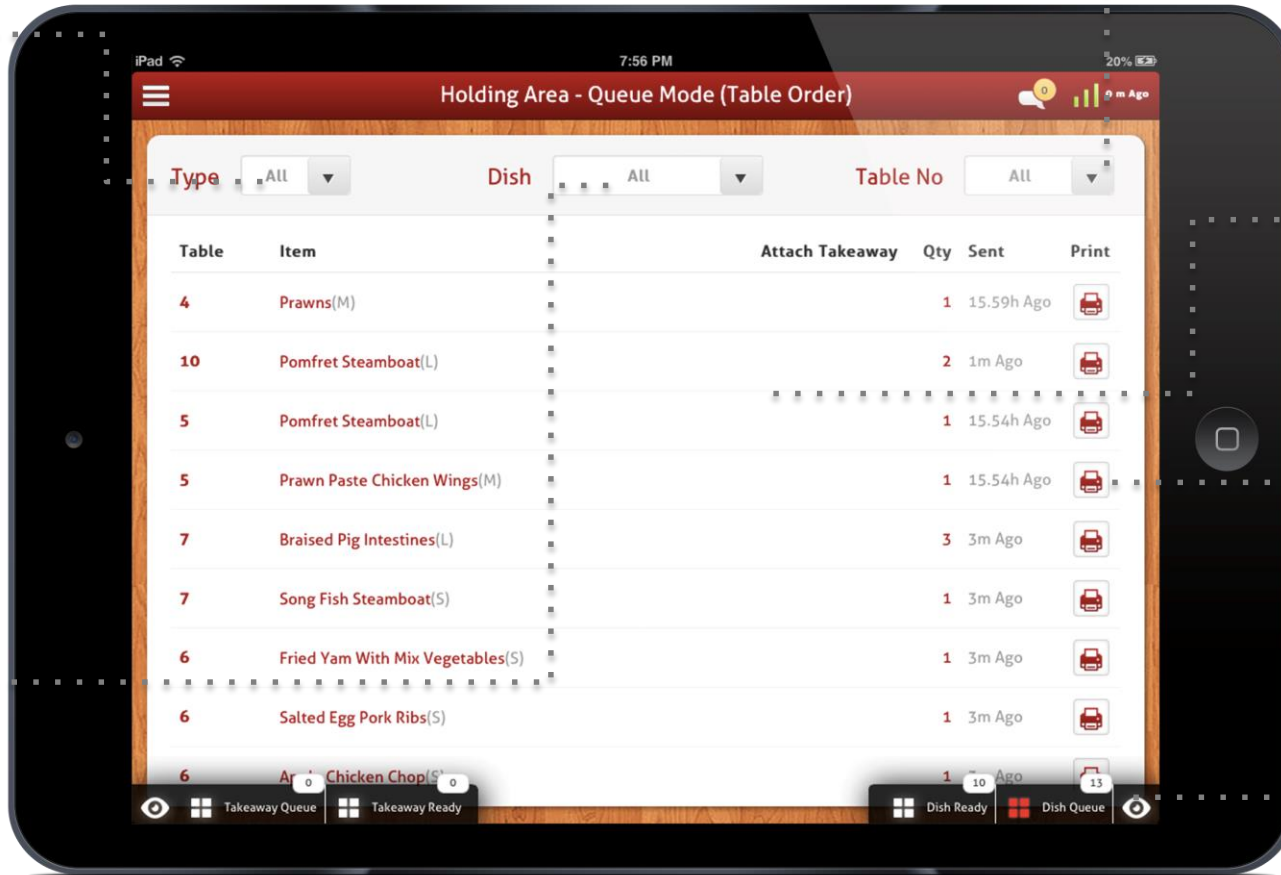 iPad 7:56 PM 20%
Holding Area - Queue Mode (Table Order) 0 m Ago
Type All Dish All Table No All
Table Item Attach Takeaway Qty Sent Print
4 Prawns(M) 1 15.59h Ago
10 Pomfret Steamboat(L) 2 1m Ago
5 Pomfret Steamboat(L) 1 15.54h Ago
5 Prawn Paste Chicken Wings(M) 1 15.54h Ago
7 Braised Pig Intestines(L) 3 3m Ago
7 Song Fish Steamboat(S) 1 3m Ago
6 Fried Yam With Mix Vegetables(S) 1 3m Ago
6 Salted Egg Pork Ribs(S) 1 3m Ago
6 Chicken Chop(S) 1 Ago
0 0 10 13
Takeaway Queue Takeaway Ready Dish Ready Dish Queue